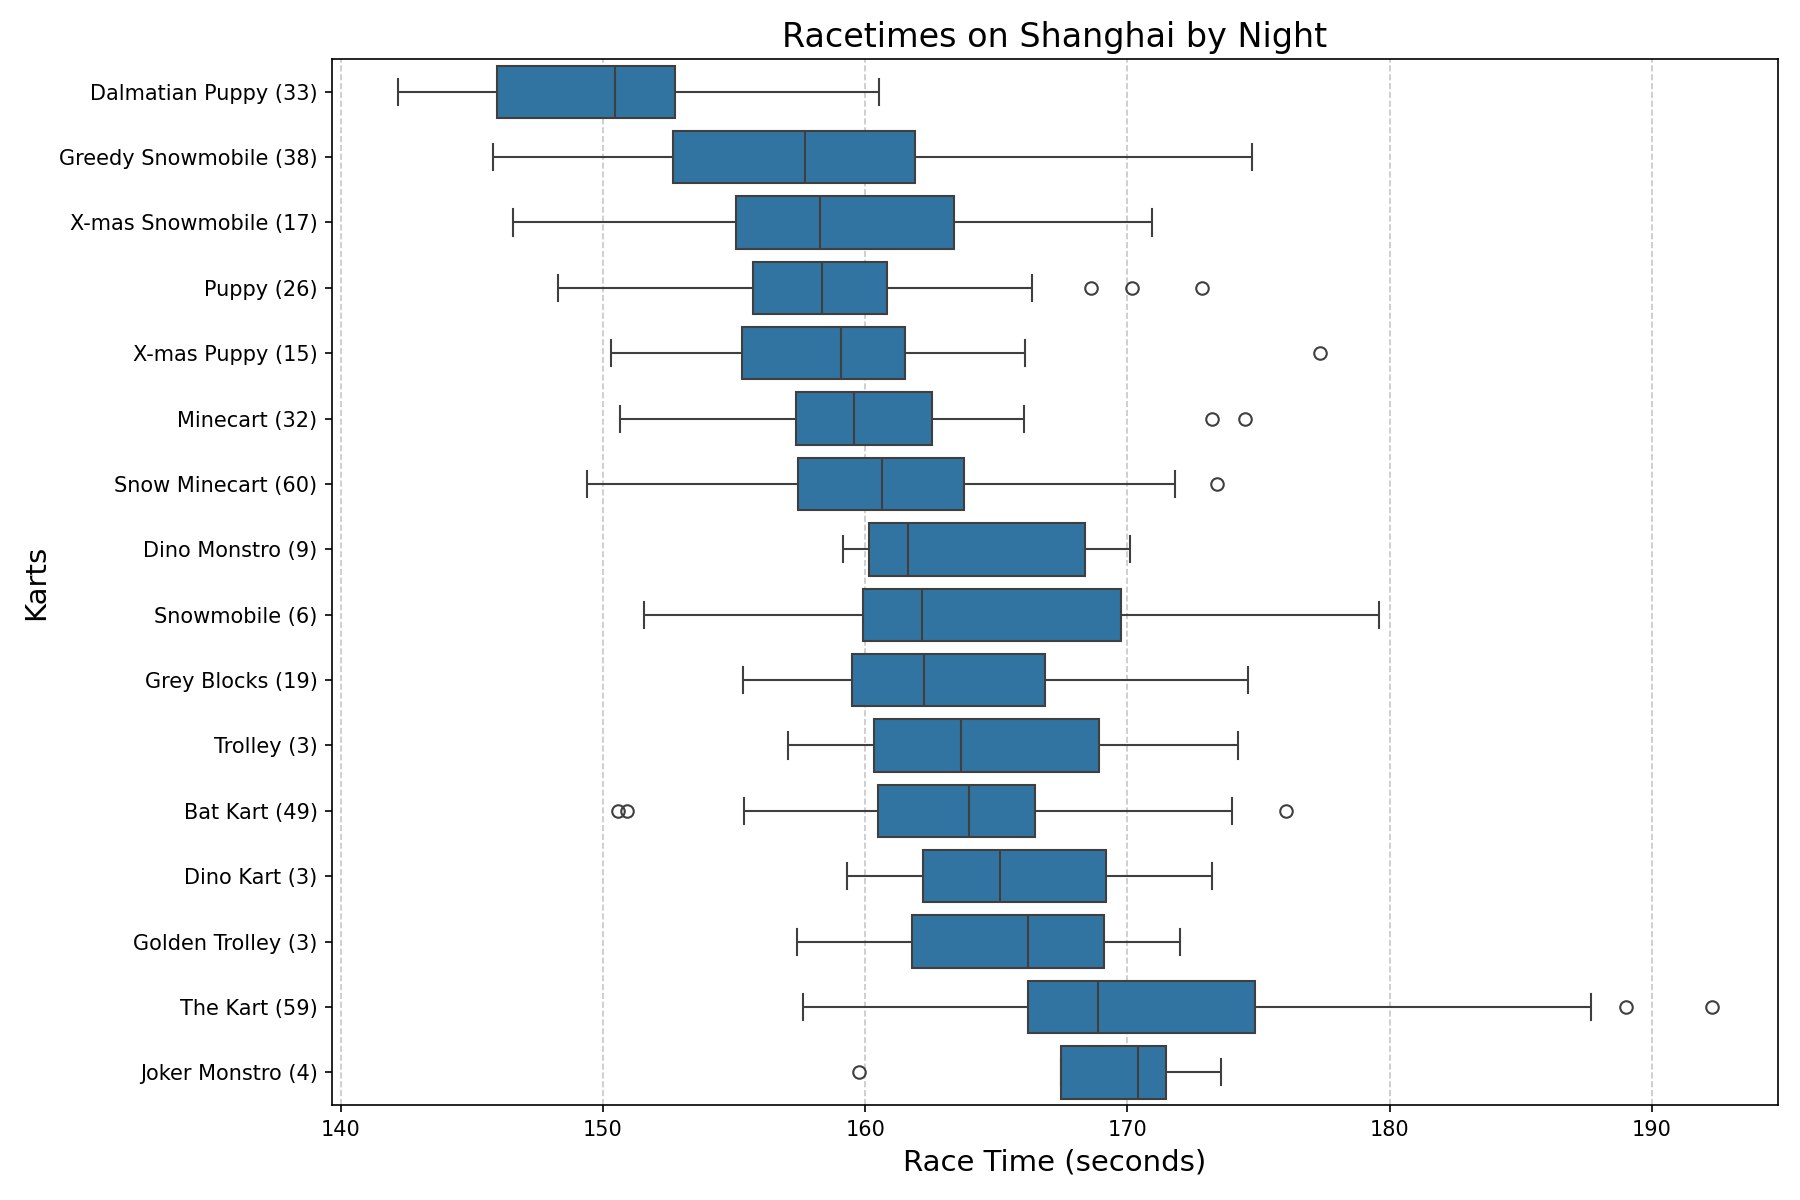 Racetimes on Shanghai by Night
Dalmatian Puppy (33)
Greedy Snowmobile (38)
X-mas Snowmobile (17)
Puppy (26)
X-mas Puppy (15)
Minecart (32)
Snow Minecart (60)
Dino Monstro (9)
Snowmobile (6)
Grey Blocks (19)
Trolley (3)
Bat Kart (49)
Dino Kart (3)
Golden Trolley (3)
The Kart (59)
Joker Monstro (4)
Karts
140 150 160 170 180 190
Race Time (seconds)